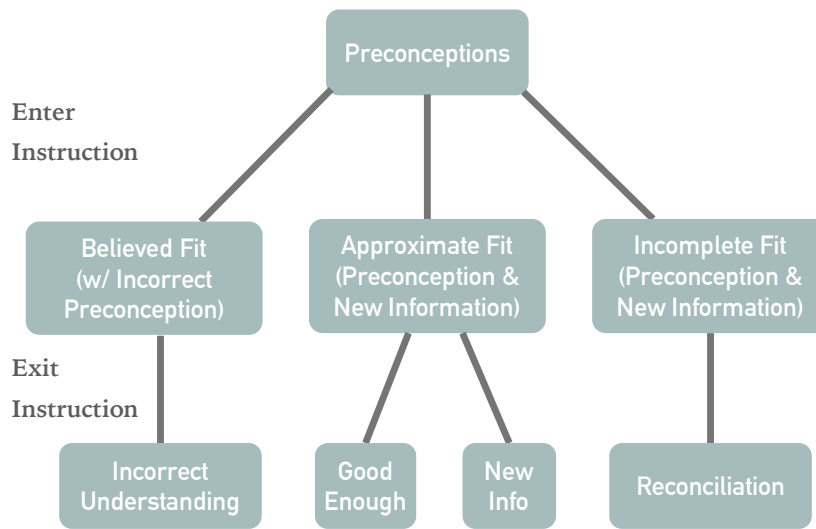 Preconceptions
Enter
Instruction
Believed Fit
(w/ Incorrect
Preconception)
Approximate Fit
(Preconception &
New Information)
Incomplete Fit
(Preconception &
New Information)
Exit
Instruction
Incorrect
Understanding
Good
Enough
New
Info
Reconciliation